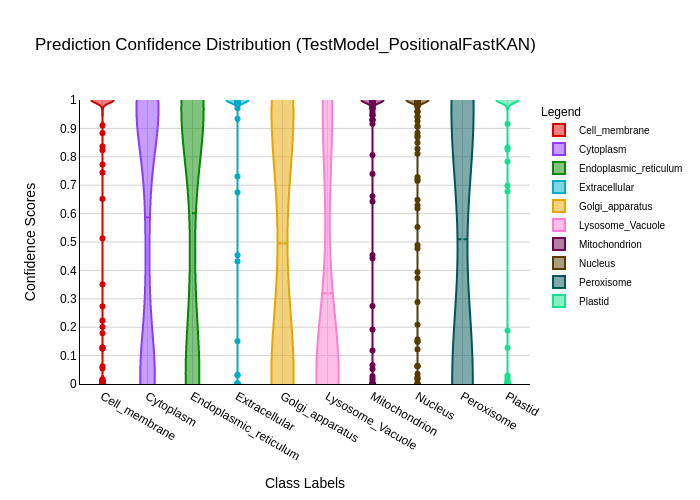 Prediction Confidence Distribution (TestModel_PositionalFastKAN)
Confidence Scores
1
0.9
0.8
0.7
0.6
0.5
0.4
0.3
0.2
0.1
0
Cell_membrane
Cytoplasm
Endoplasmic_reticulum
Extracellular
Golgi_apparatus
Lysosome_Vacuole
Mitochondrion
Nucleus
Peroxisome
Plastid
Class Labels
Legend
Cell_membrane
Cytoplasm
Endoplasmic_reticulum
Extracellular
Golgi_apparatus
Lysosome_Vacuole
Mitochondrion
Nucleus
Peroxisome
Plastid